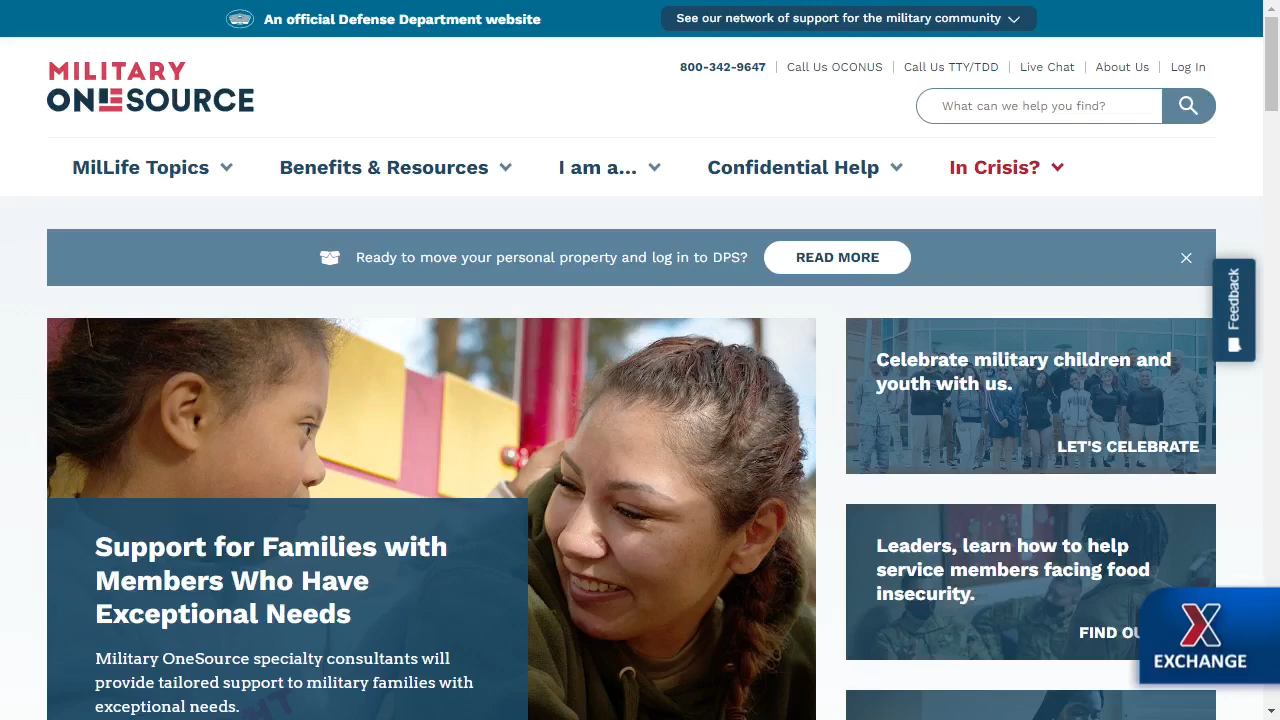 An official Defense Department website
See our network of support for the military community
MILITARY
ONESOURCE
800-342-9647
Call Us OCONUS
Call Us TTY/TDD
Live Chat
About Us
Log In
What can we help you find?
MilLife Topics
Benefits & Resources
I am a...
Confidential Help
In Crisis?
Ready to move your personal property and log in to DPS?
READ MORE
Feedback
Support for Families with
Members Who Have
Exceptional Needs
Military OneSource specialty consultants will
provide tailored support to military families with
exceptional needs.
Celebrate military children and
youth with us.
LET'S CELEBRATE
Leaders, learn how to help
service members facing food
insecurity.
FIND
X
EXCHANGE